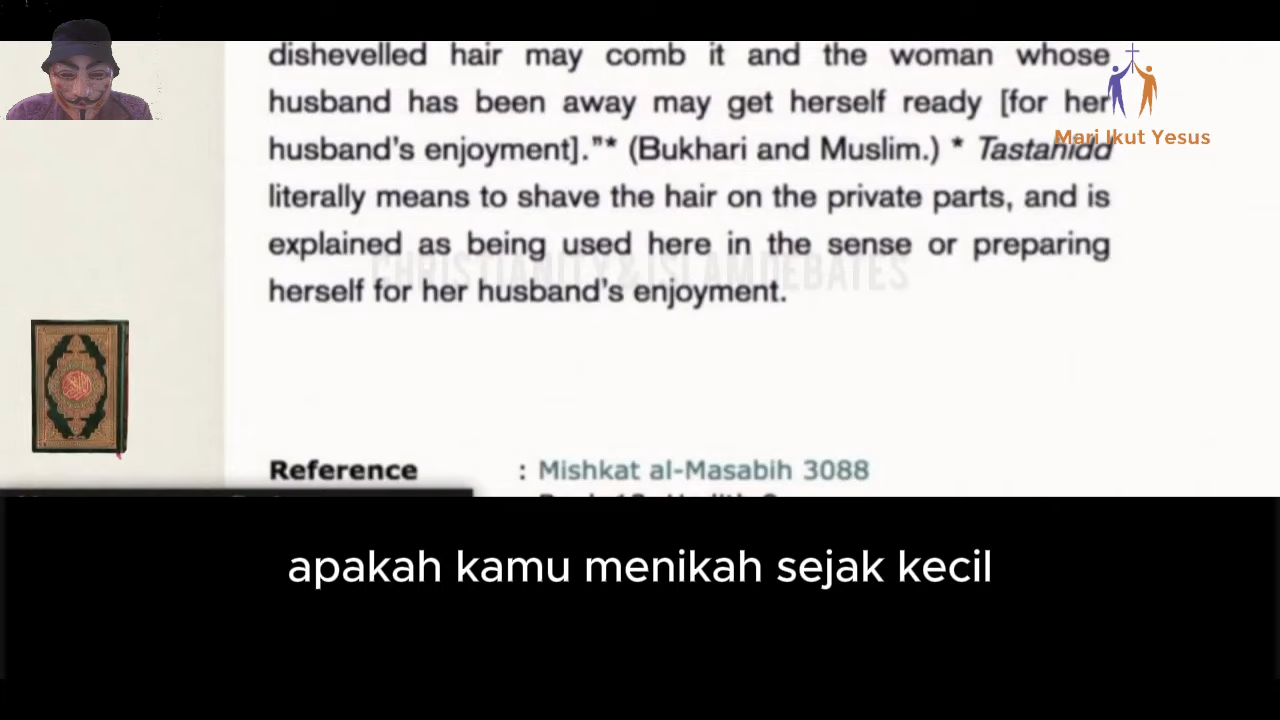 dishevelled hair may comb it and the woman whose
husband has been away may get herself ready [for her
husband's enjoyment]."* (Bukhari and Muslim.) * Tastahidd
Mari Ikut Yesus
literally means to shave the hair on the private parts, and is
explained as being used here in the sense or preparing
CHRISTIANITY&ISLAMDEBATES
herself for her husband's enjoyment.
Reference : Mishkat al-Masabih 3088
apakah kamu menikah sejak kecil